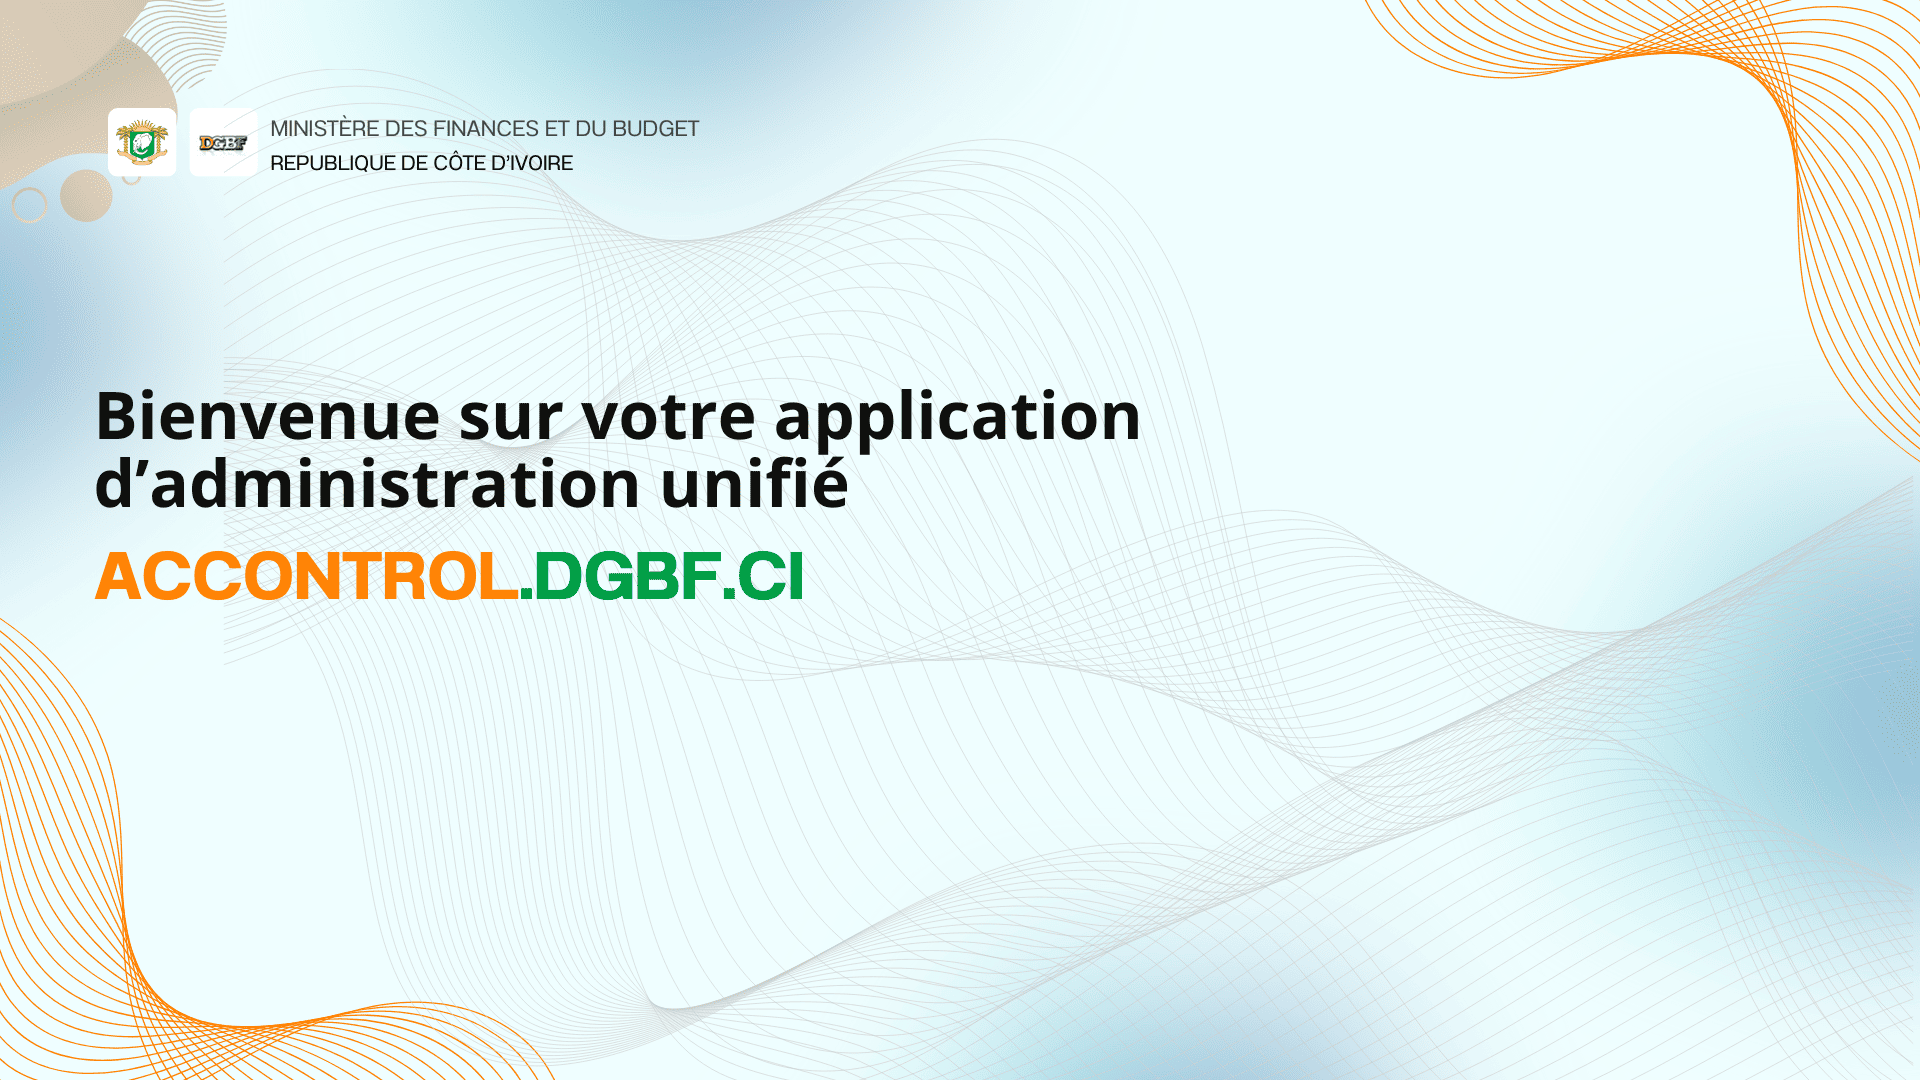 DGBF
MINISTÈRE DES FINANCES ET DU BUDGET
REPUBLIQUE DE CÔTE D’IVOIRE
Bienvenue sur votre application
d’administration unifié
ACCONTROL.DGBF.CI